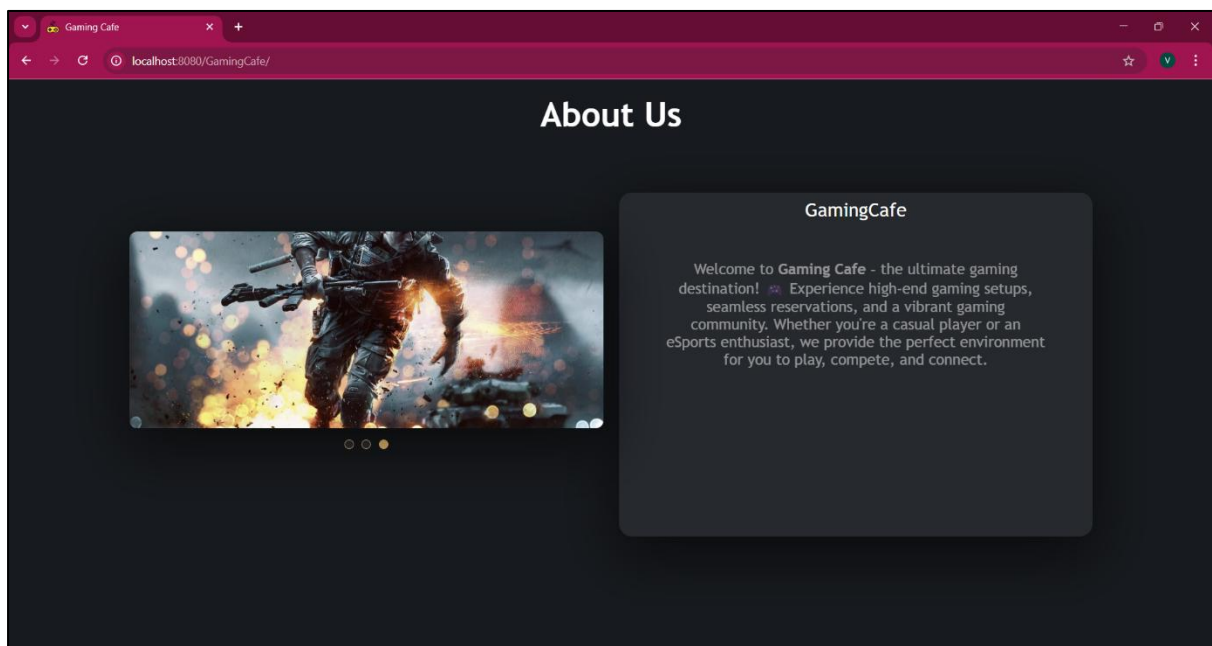 Gaming Cafe
localhost:8080/GamingCafe/
V
About Us
GamingCafe
Welcome to Gaming Cafe - the ultimate gaming
destination! 🎮 Experience high-end gaming setups,
seamless reservations, and a vibrant gaming
community. Whether you're a casual player or an
eSports enthusiast, we provide the perfect environment
for you to play, compete, and connect.